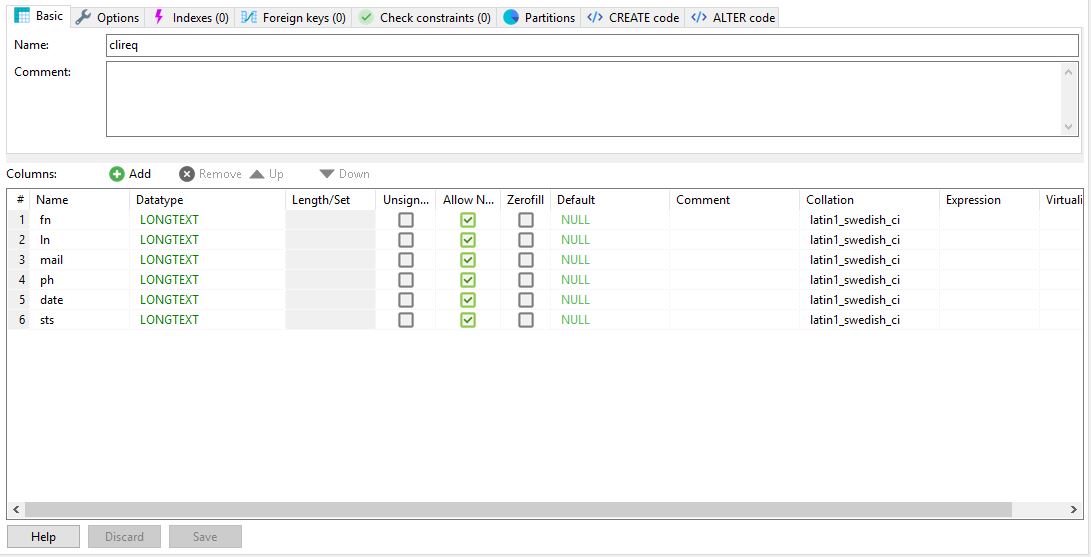 Basic Options Indexes (0) Foreign keys (0) Check constraints (0) Partitions </> CREATE code </> ALTER code
Name: clireq
Comment:
Columns: Add Remove Up Down
# Name Datatype Length/Set Unsign... Allow N... Zerofill Default Comment Collation Expression Virtuali
1 fn LONGTEXT NULL latin1_swedish_ci
2 ln LONGTEXT NULL latin1_swedish_ci
3 mail LONGTEXT NULL latin1_swedish_ci
4 ph LONGTEXT NULL latin1_swedish_ci
5 date LONGTEXT NULL latin1_swedish_ci
6 sts LONGTEXT NULL latin1_swedish_ci
Help Discard Save